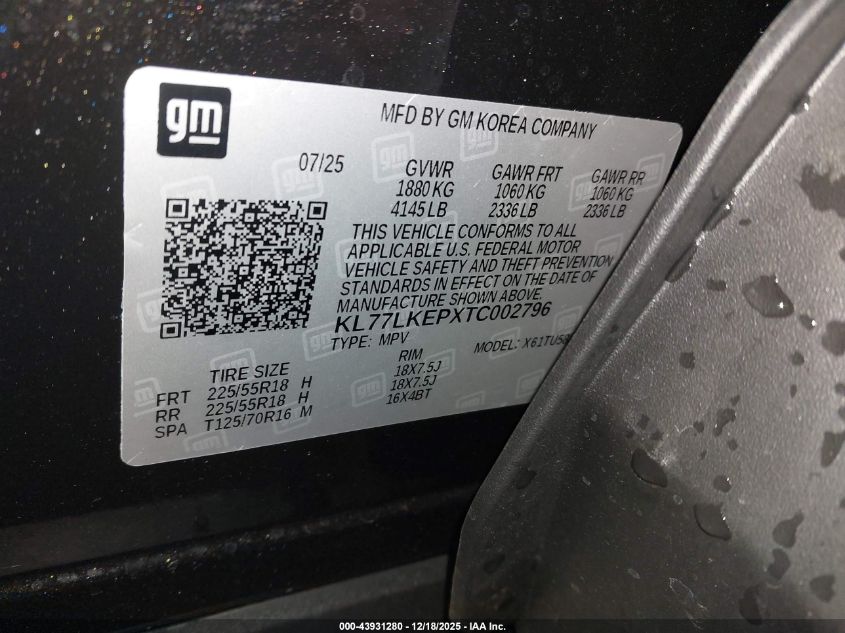 gm
MFD BY GM KOREA COMPANY
07/25 GVWR GAWR FRT GAWR RR
1880 KG 1060 KG 1060 KG
4145 LB 2336 LB 2336 LB
THIS VEHICLE CONFORMS TO ALL
APPLICABLE U.S. FEDERAL MOTOR
VEHICLE SAFETY AND THEFT PREVENTION
STANDARDS IN EFFECT ON THE DATE OF
MANUFACTURE SHOWN ABOVE.
KL77LKEPXTC002796
TYPE: MPV MODEL:
TIRE SIZE RIM
FRT 225/55R18 H 18X7.5J
RR 225/55R18 H 18X7.5J
SPA T125/70R16 M 16X4BT
000-43931280 - 12/18/2025 - IAA Inc.